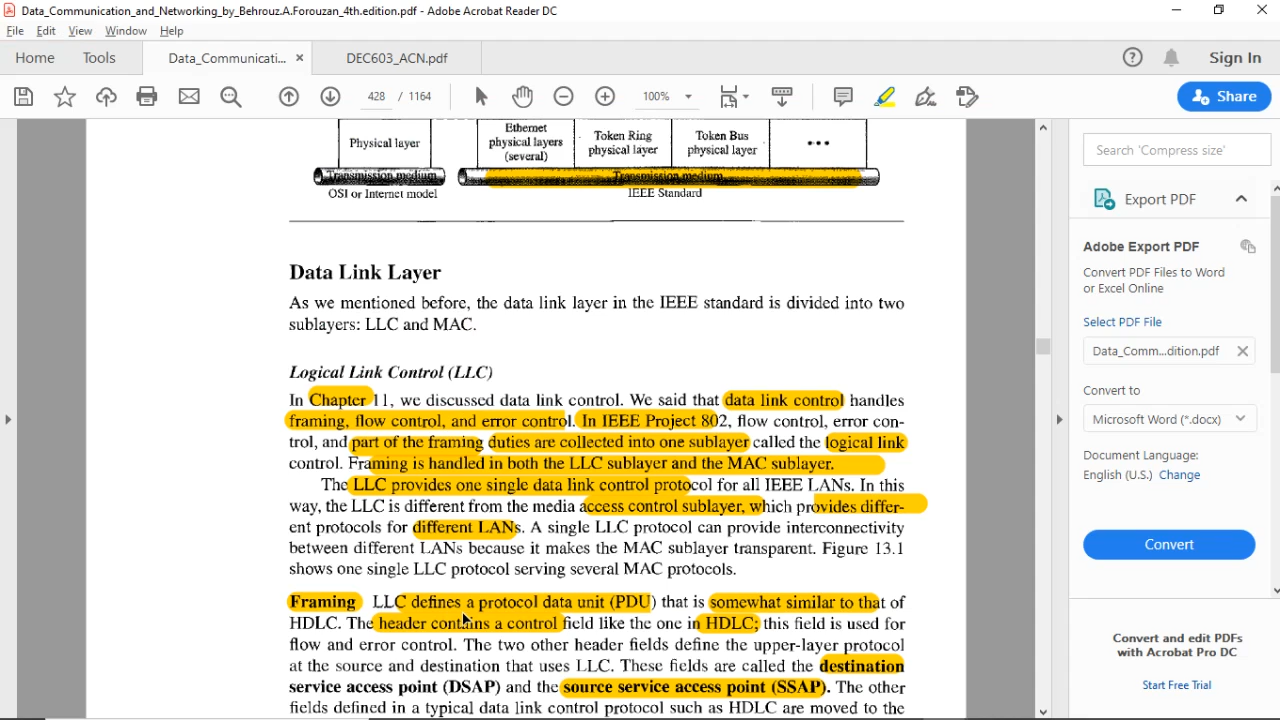 Data_Communication_and_Networking_by_Behrouz.A.Forouzan_4th.edition.pdf - Adobe Acrobat Reader DC
File Edit View Window Help
Home Tools Data_Communicati... × DEC603_ACN.pdf Sign In
428 / 1164 100% Share
Physical layer
Ethernet
physical layers
(several)
Token Ring
physical layer
Token Bus
physical layer
•••
Transmission medium
Transmission medium
OSI or Internet model
IEEE Standard
Data Link Layer
As we mentioned before, the data link layer in the IEEE standard is divided into two
sublayers: LLC and MAC.
Logical Link Control (LLC)
In Chapter 11, we discussed data link control. We said that data link control handles
framing, flow control, and error control. In IEEE Project 802, flow control, error con-
trol, and part of the framing duties are collected into one sublayer called the logical link
control. Framing is handled in both the LLC sublayer and the MAC sublayer.
The LLC provides one single data link control protocol for all IEEE LANs. In this
way, the LLC is different from the media access control sublayer, which provides differ-
ent protocols for different LANs. A single LLC protocol can provide interconnectivity
between different LANs because it makes the MAC sublayer transparent. Figure 13.1
shows one single LLC protocol serving several MAC protocols.
Framing LLC defines a protocol data unit (PDU) that is somewhat similar to that of
HDLC. The header contains a control field like the one in HDLC; this field is used for
flow and error control. The two other header fields define the upper-layer protocol
at the source and destination that uses LLC. These fields are called the destination
service access point (DSAP) and the source service access point (SSAP). The other
fields defined in a typical data link control protocol such as HDLC are moved to the
Search 'Compress size'
Export PDF
Adobe Export PDF
Convert PDF Files to Word
or Excel Online
Select PDF File
Data_Comm...dition.pdf ×
Convert to
Microsoft Word (*.docx)
Document Language:
English (U.S.) Change
Convert
Convert and edit PDFs
with Acrobat Pro DC
Start Free Trial